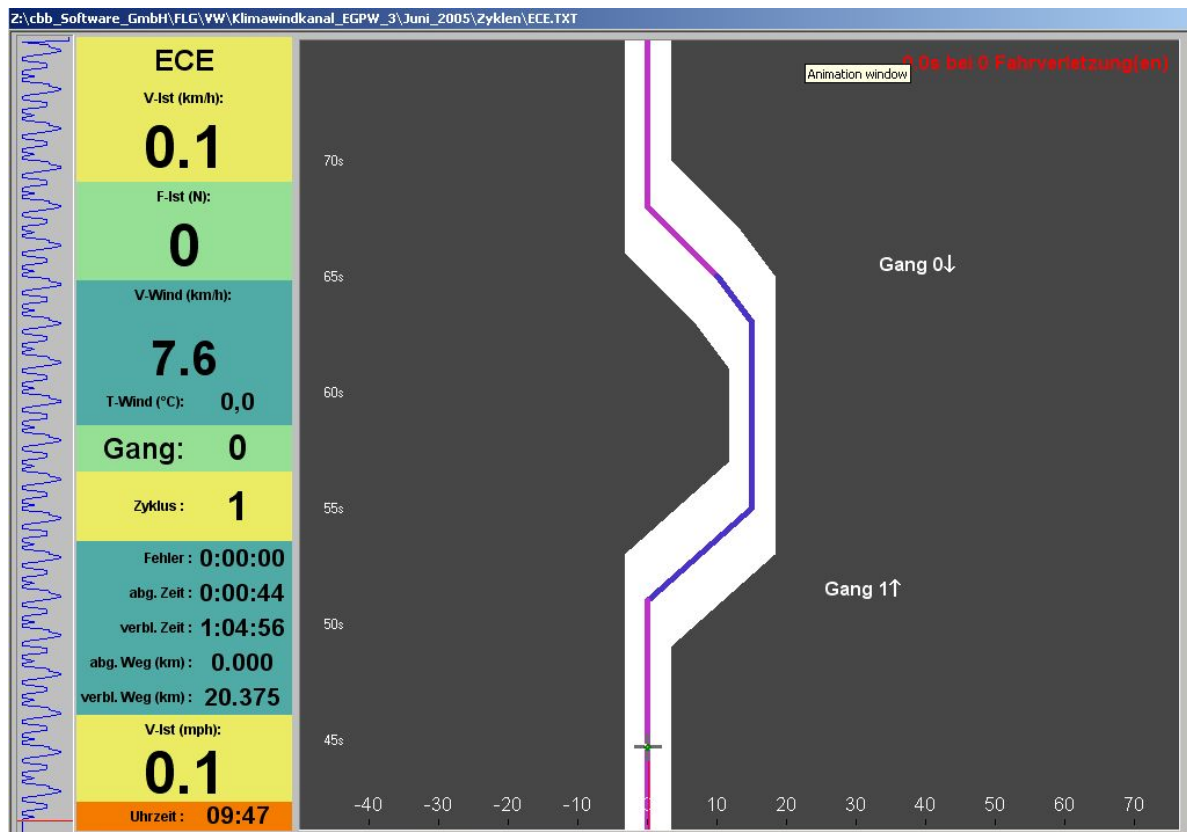 Z:\cbb_Software_GmbH\FLG\VW\Klimawindkanal_EGPW_3\Juni_2005\Zyklen\ECE.TXT
ECE
V-Ist (km/h):
0.1
F-Ist (N):
0
V-Wind (km/h):
7.6
T-Wind (°C): 0,0
Gang: 0
Zyklus : 1
Fehler : 0:00:00
abg. Zeit : 0:00:44
verbl. Zeit : 1:04:56
abg. Weg (km) : 0.000
verbl. Weg (km) : 20.375
V-Ist (mph):
0.1
Uhrzeit : 09:47
0.0s bei 0 Fahrverletzung(en)
Animation window
70s
Gang 0↓
65s
60s
55s
Gang 1↑
50s
45s
-40 -30 -20 -10 0 10 20 30 40 50 60 70